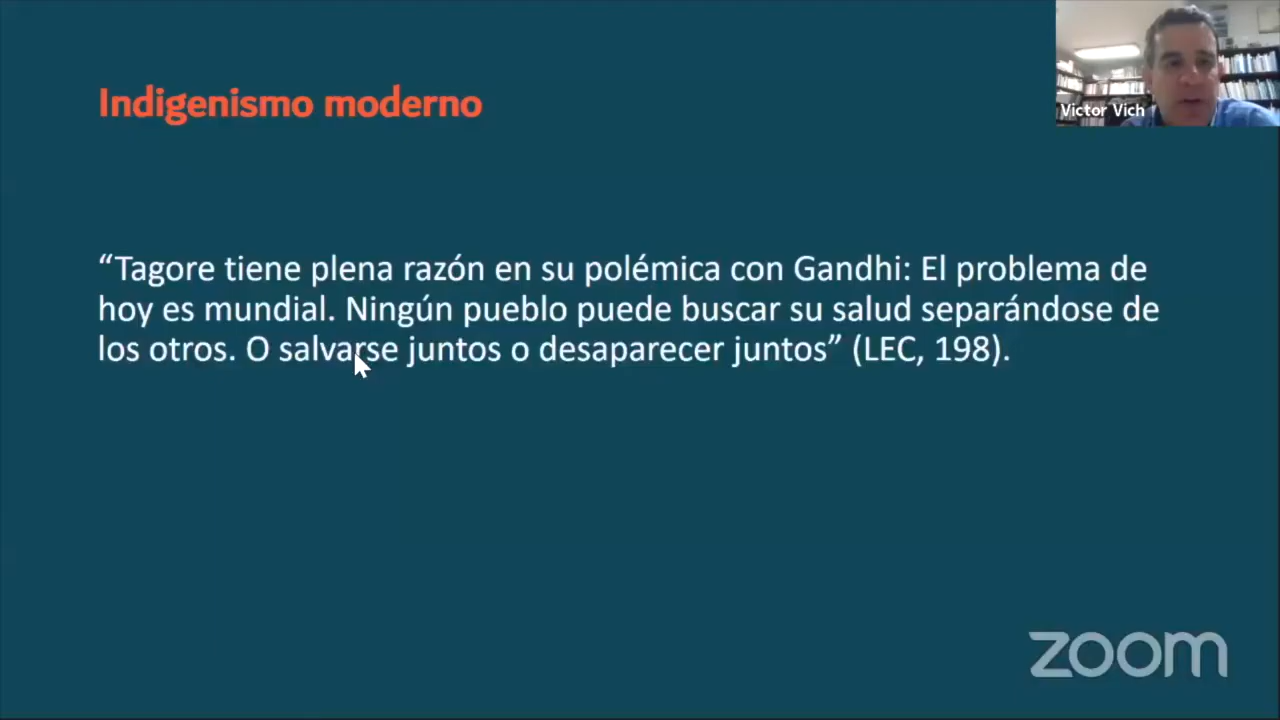 Indigenismo moderno
Victor Vich
“Tagore tiene plena razón en su polémica con Gandhi: El problema de
hoy es mundial. Ningún pueblo puede buscar su salud separándose de
los otros. O salvarse juntos o desaparecer juntos” (LEC, 198).
zoom